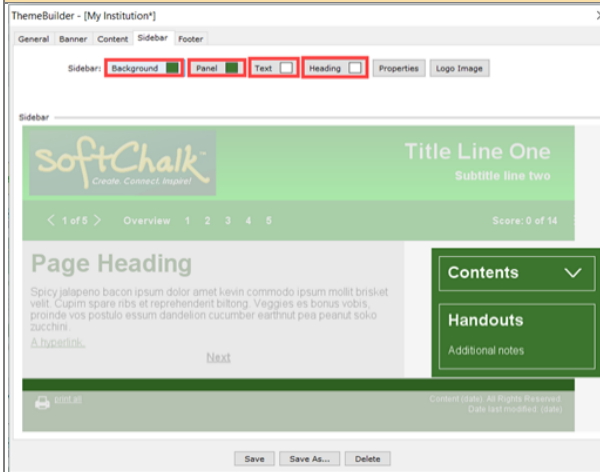 ThemeBuilder - [My Institution*]
General Banner Content Sidebar Footer
Sidebar: Background Panel Text Heading Properties Logo Image
Sidebar
SoftChalk™
Create. Connect. Inspire!
Title Line One
Subtitle line two
< 1 of 5 > Overview 1 2 3 4 5 Score: 0 of 14
Page Heading
Spicy jalapeno bacon ipsum dolor amet kevin commodo ipsum mollit brisket
velit. Cupim spare ribs et reprehenderit biltong. Veggies es bonus vobis,
proinde vos postulo essum dandelion cucumber earthnut pea peanut soko
zucchini.
A hyperlink.
Next
Contents
Handouts
Additional notes
print all
Content (date). All Rights Reserved.
Date last modified: (date)
Save Save As... Delete